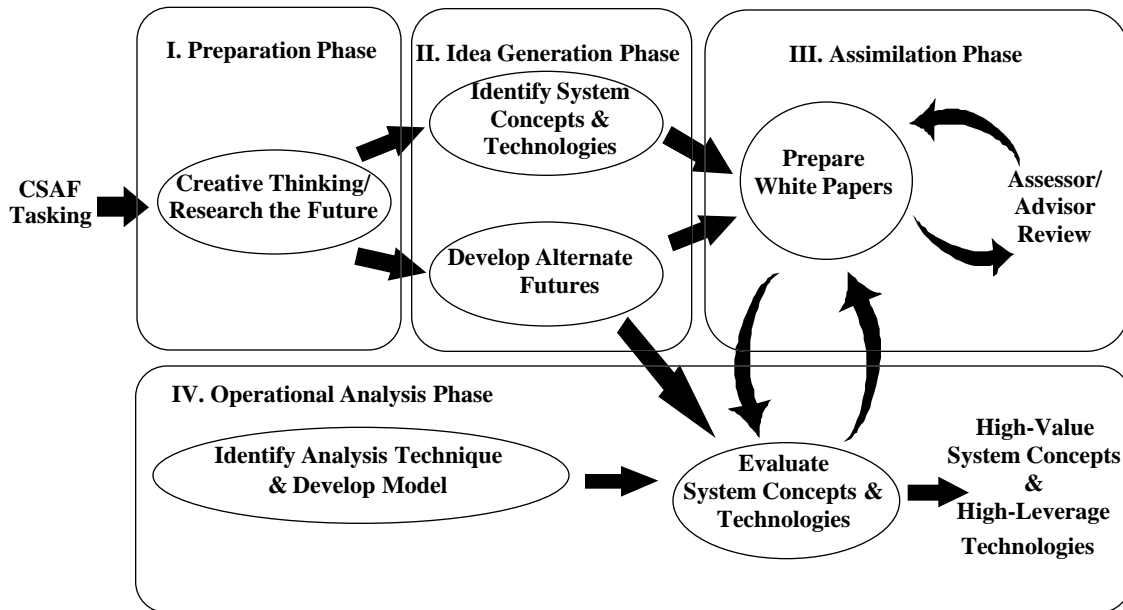 I. Preparation Phase
II. Idea Generation Phase
III. Assimilation Phase
CSAF
Tasking
Creative Thinking/
Research the Future
Identify System
Concepts &
Technologies
Develop Alternate
Futures
Prepare
White Papers
Assessor/
Advisor
Review
IV. Operational Analysis Phase
Identify Analysis Technique
& Develop Model
Evaluate
System Concepts &
Technologies
High-Value
System Concepts
&
High-Leverage
Technologies